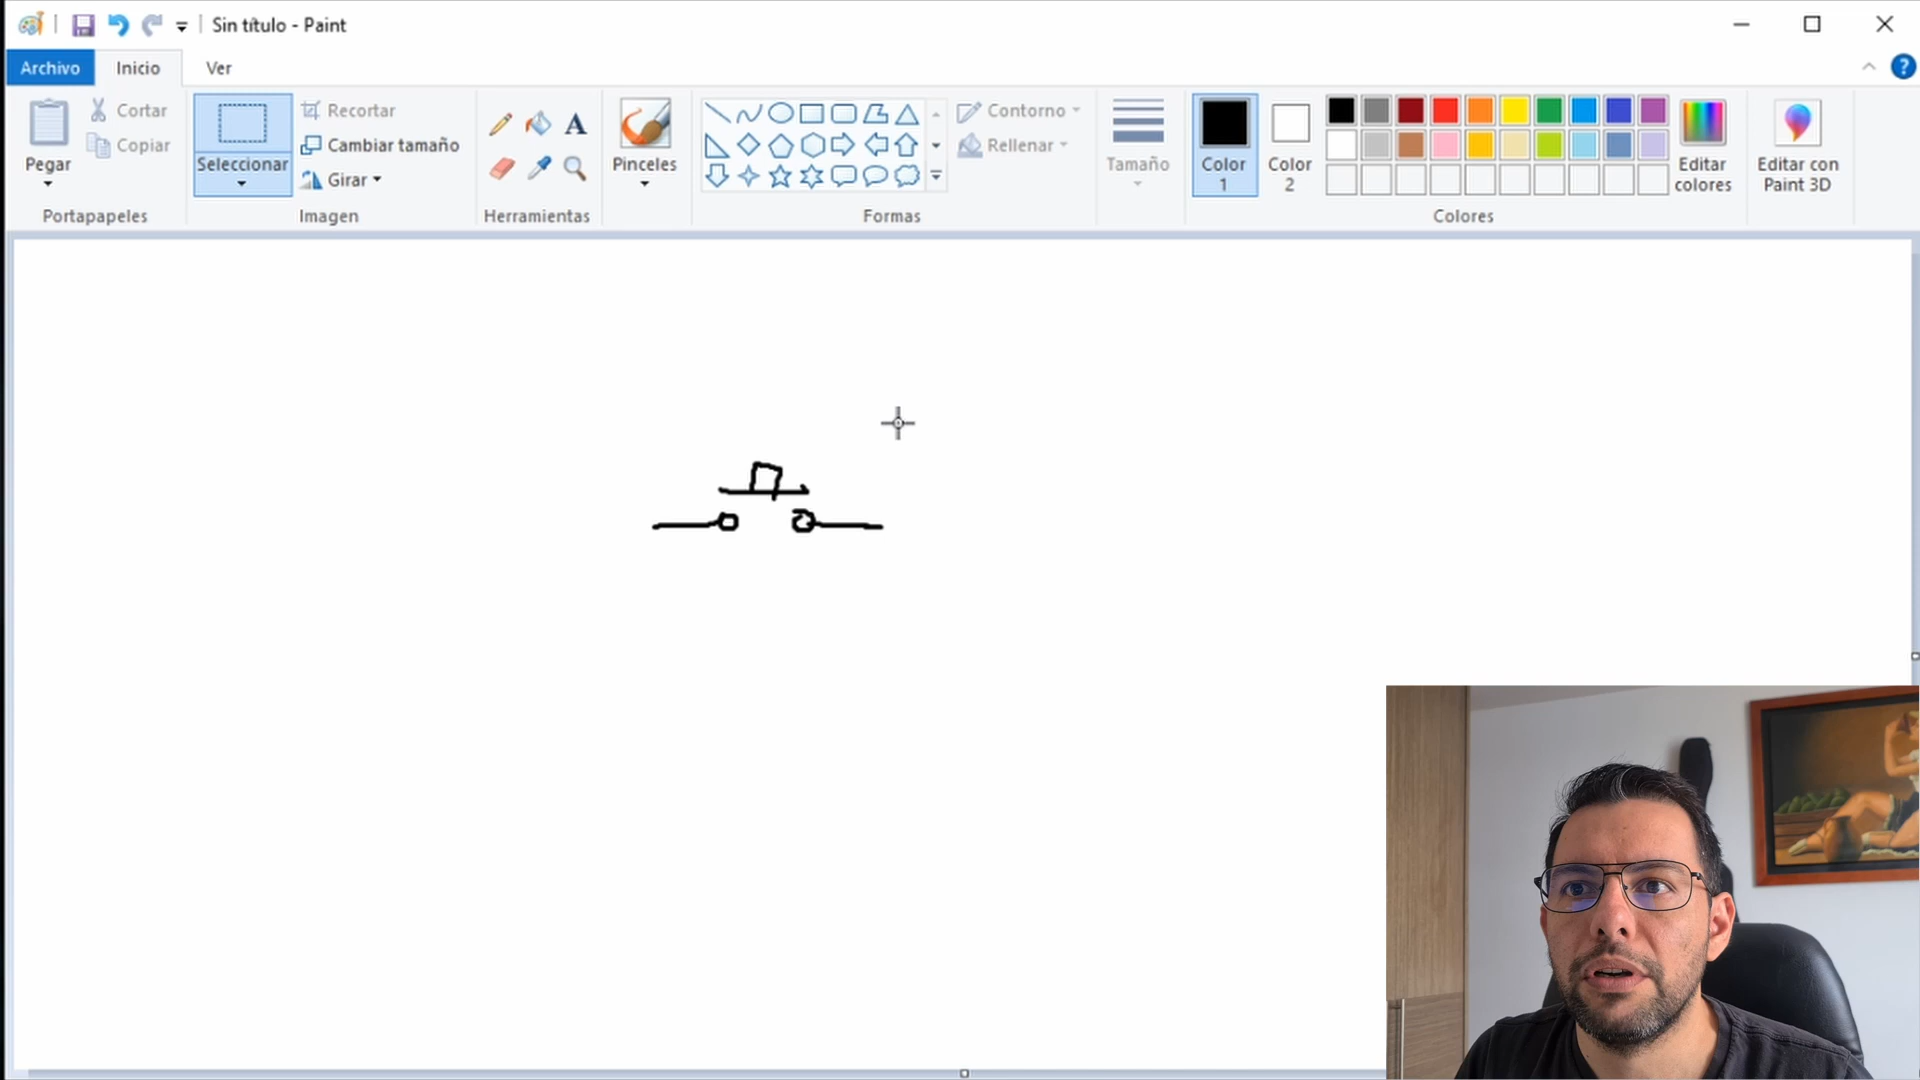 Sin título - Paint
Archivo Inicio Ver
Pegar
Cortar
Copiar
Portapapeles
Seleccionar
Recortar
Cambiar tamaño
Girar
Imagen
A
Herramientas
Pinceles
Contorno
Rellenar
Formas
Tamaño
Color
1
Color
2
Editar
colores
Colores
Editar con
Paint 3D
?